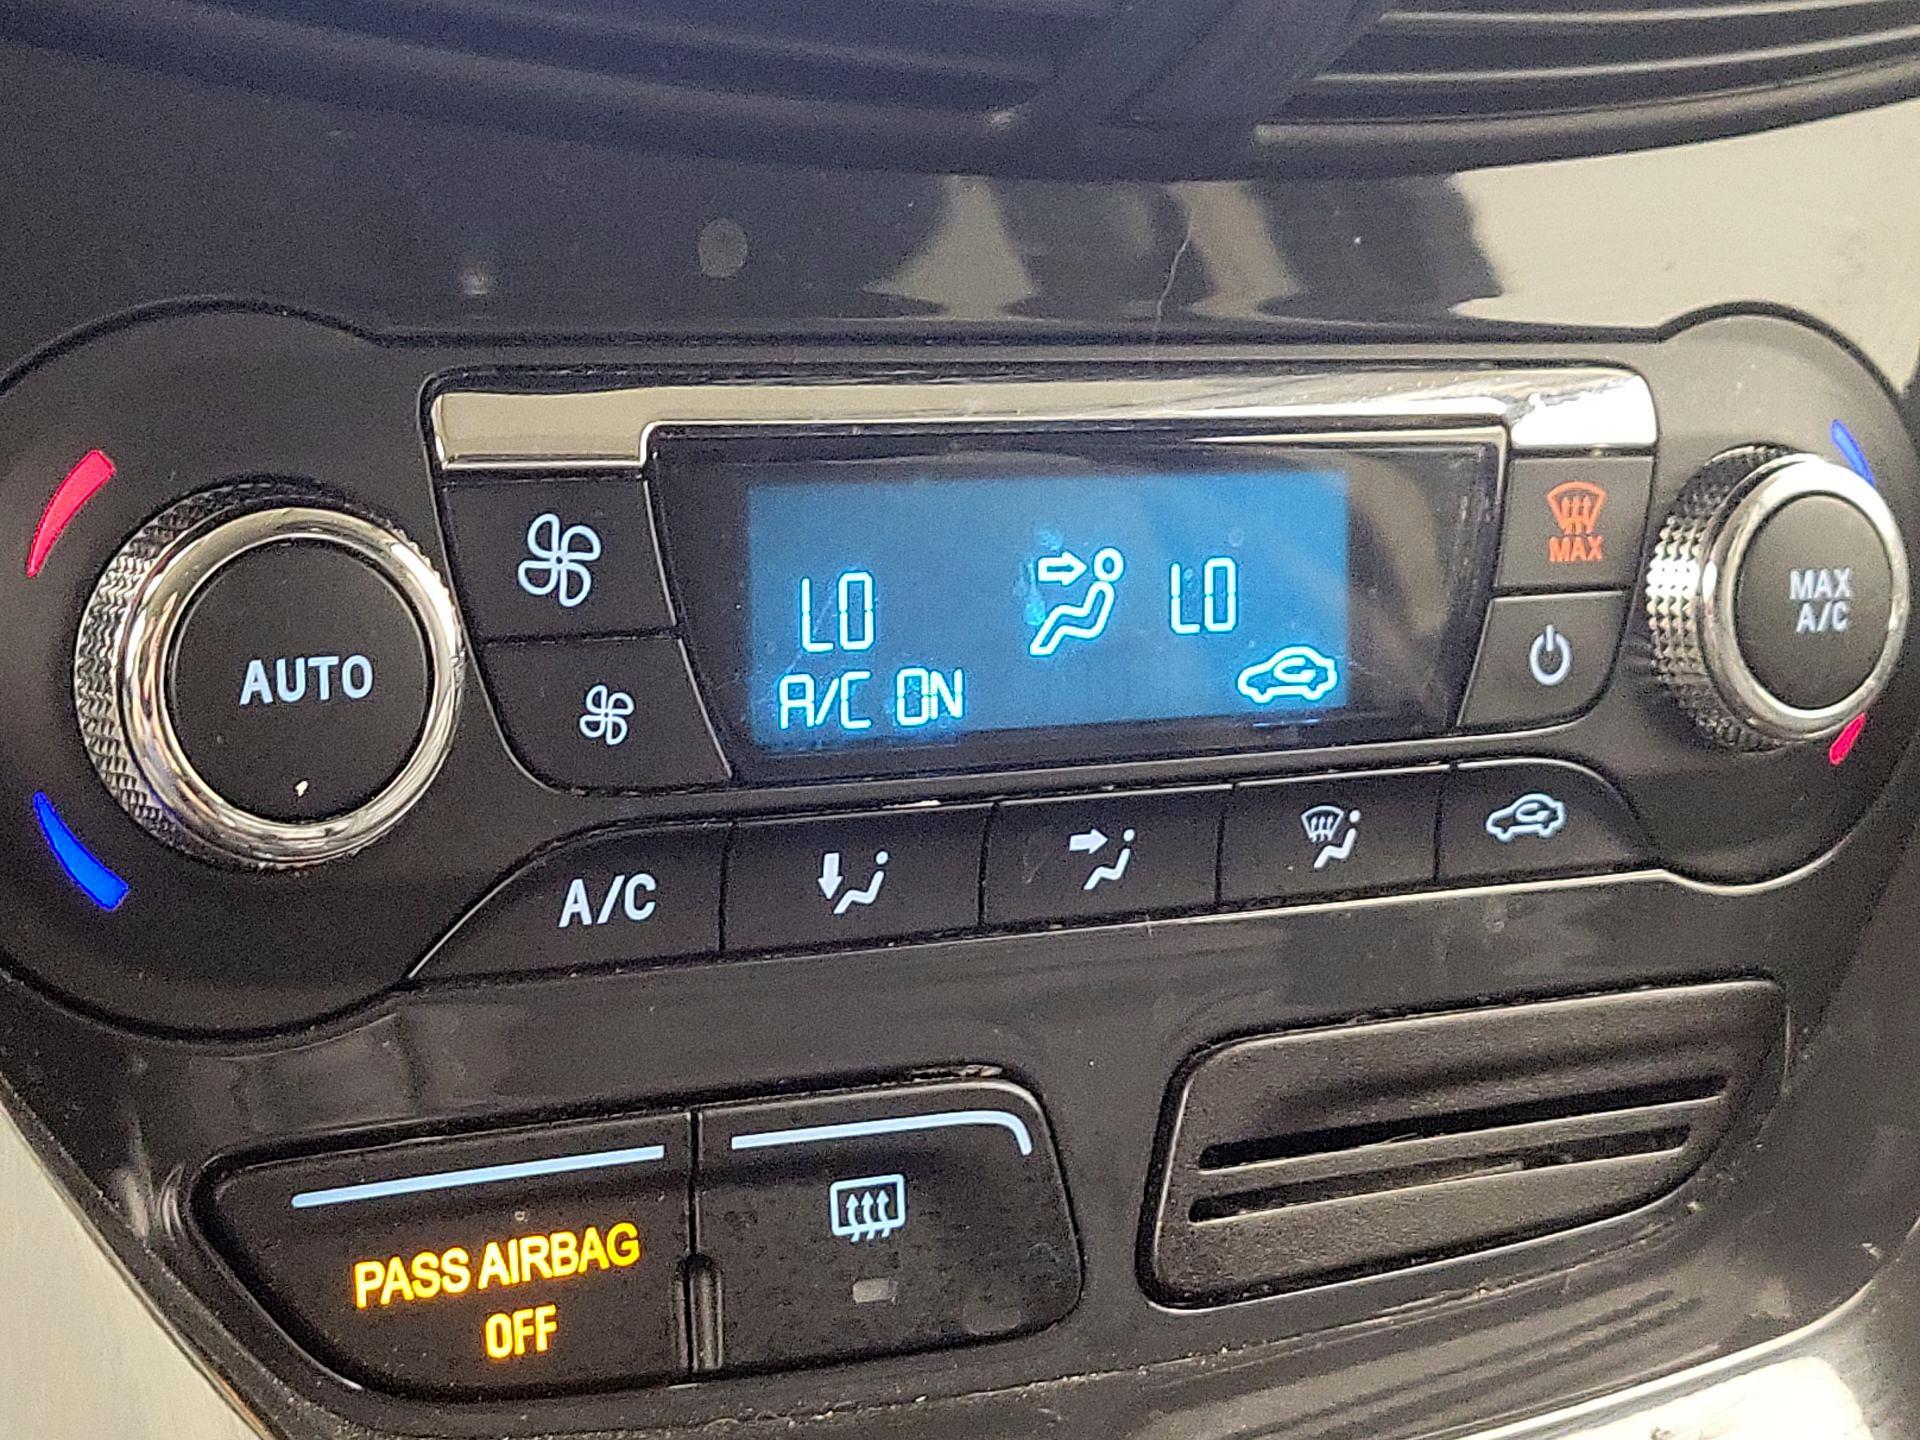 AUTO
LO LO
A/C ON
MAX
MAX
A/C
A/C
PASS AIRBAG
OFF